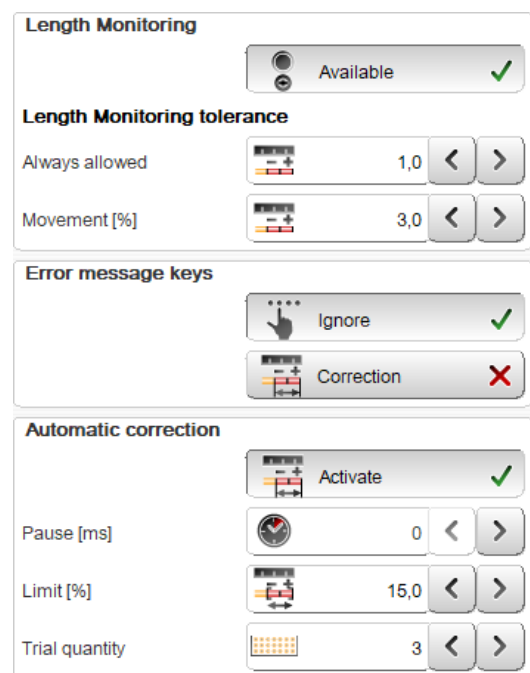 Length Monitoring
Available
Length Monitoring tolerance
Always allowed 1,0
Movement [%] 3,0
Error message keys
Ignore
Correction
Automatic correction
Activate
Pause [ms] 0
Limit [%] 15,0
Trial quantity 3